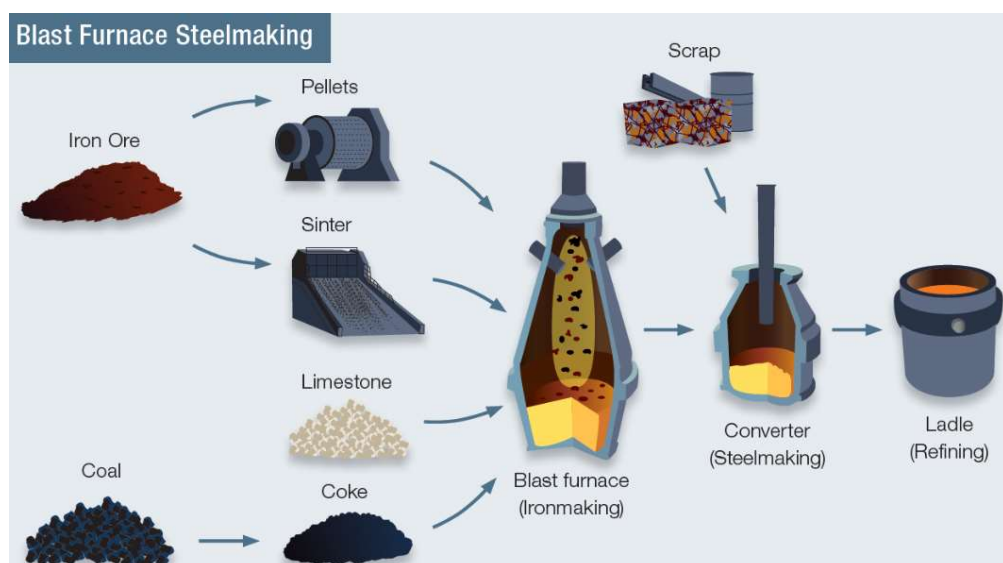 Blast Furnace Steelmaking
Scrap
Pellets
Iron Ore
Sinter
Limestone
Converter
(Steelmaking)
Ladle
(Refining)
Coal
Coke
Blast furnace
(Ironmaking)